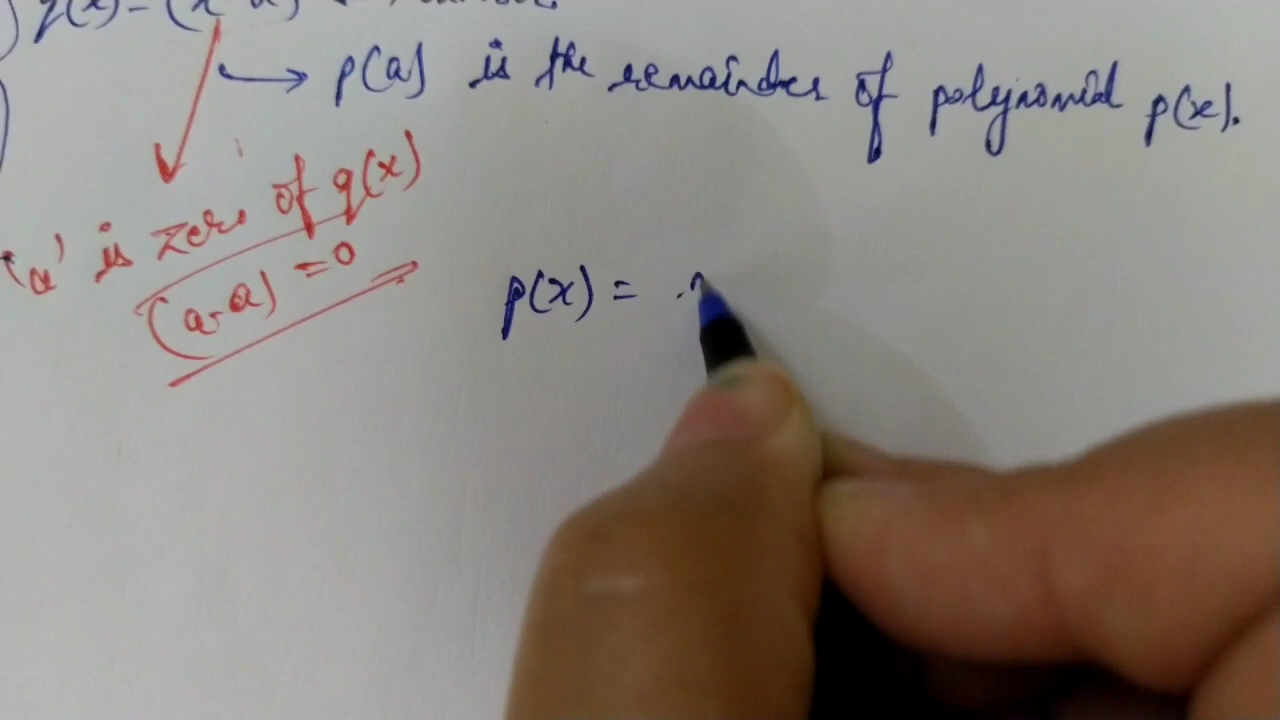 q(x) = (x-a)
→ p(a) is the remainder of polynomial p(x).
'a' is zero of q(x)
(a-a) = 0
p(x) =